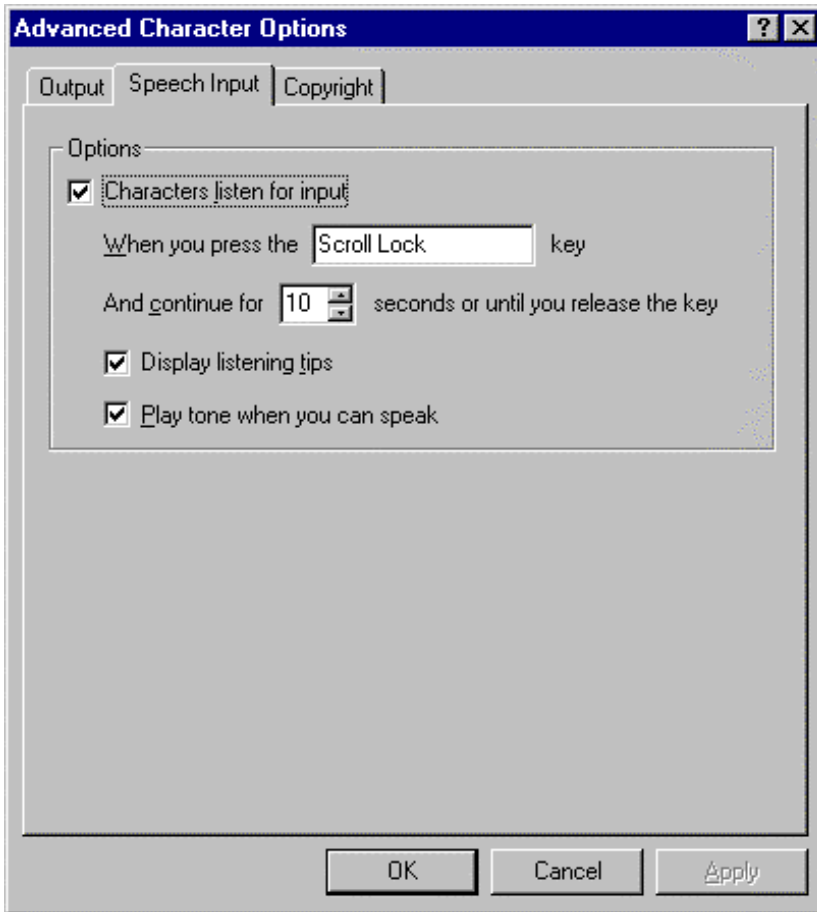 Advanced Character Options
Output Speech Input Copyright
Options
Characters listen for input
When you press the Scroll Lock key
And continue for 10 seconds or until you release the key
Display listening tips
Play tone when you can speak
OK Cancel Apply